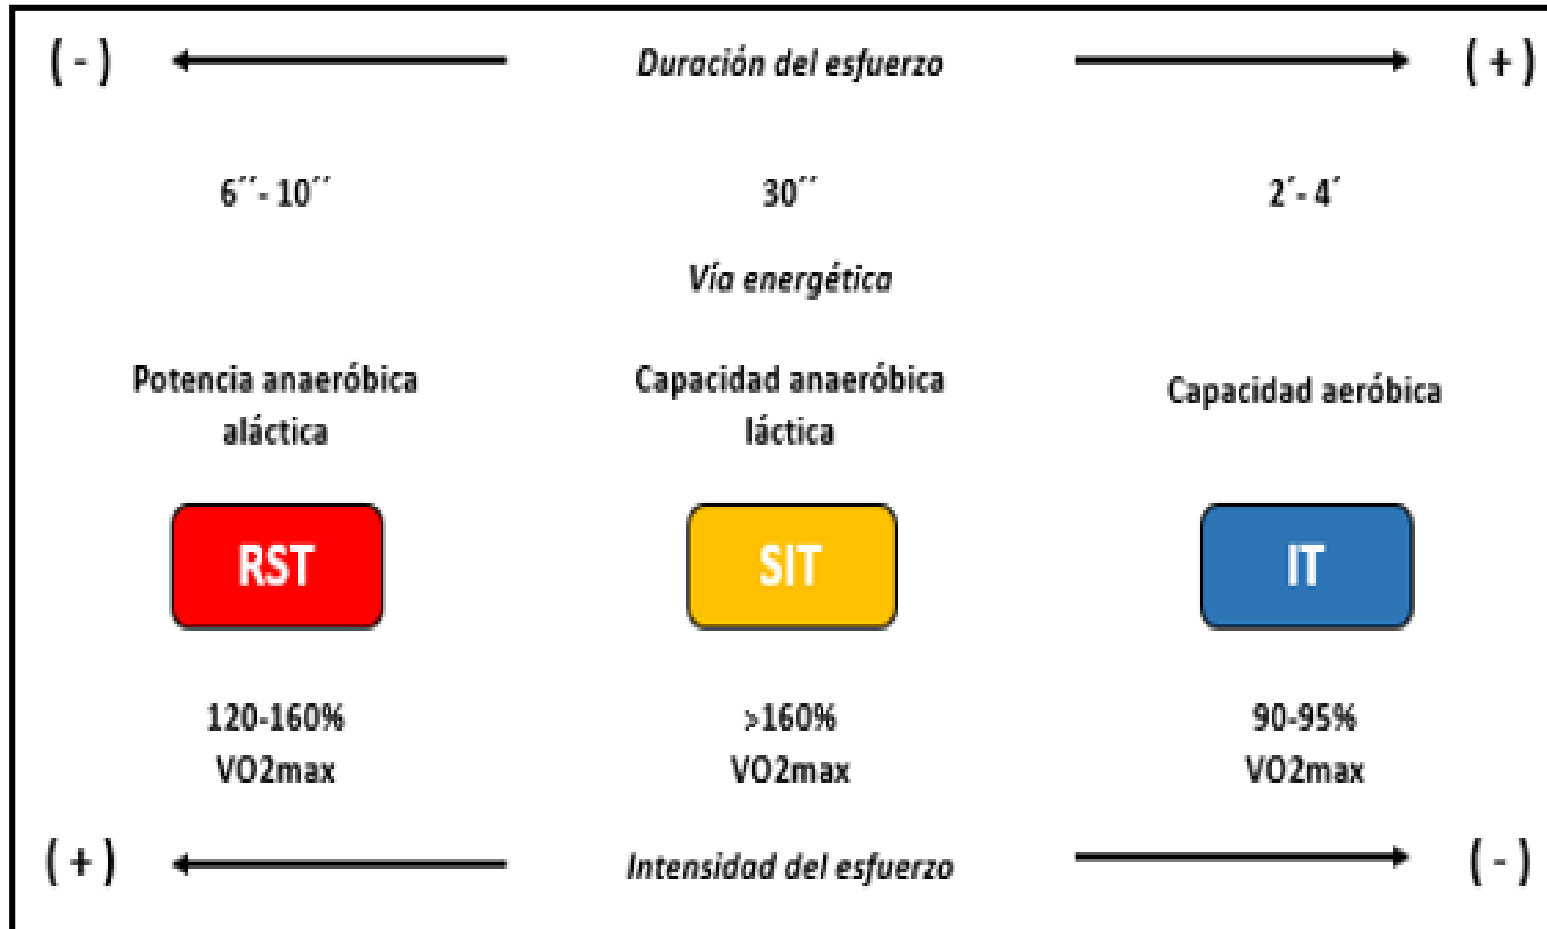 ( - ) Duración del esfuerzo ( + )
6´´- 10´´ 30´´ 2´- 4´
Vía energética
Potencia anaeróbica
aláctica
Capacidad anaeróbica
láctica
Capacidad aeróbica
RST SIT IT
120-160%
VO2max
>160%
VO2max
90-95%
VO2max
( + ) Intensidad del esfuerzo ( - )